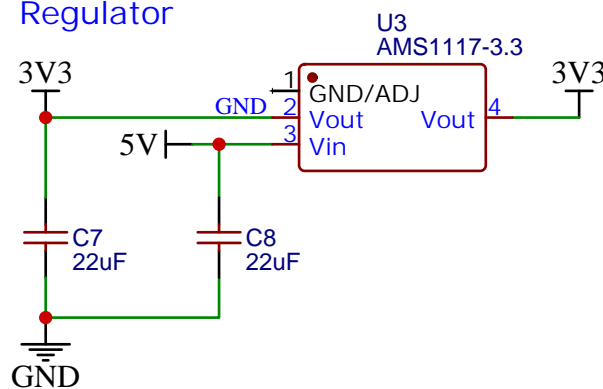 Regulator
U3
AMS1117-3.3
3V3
3V3
1
GND/ADJ
GND
2
Vout
Vout
4
5V
3
Vin
C7
22uF
C8
22uF
GND